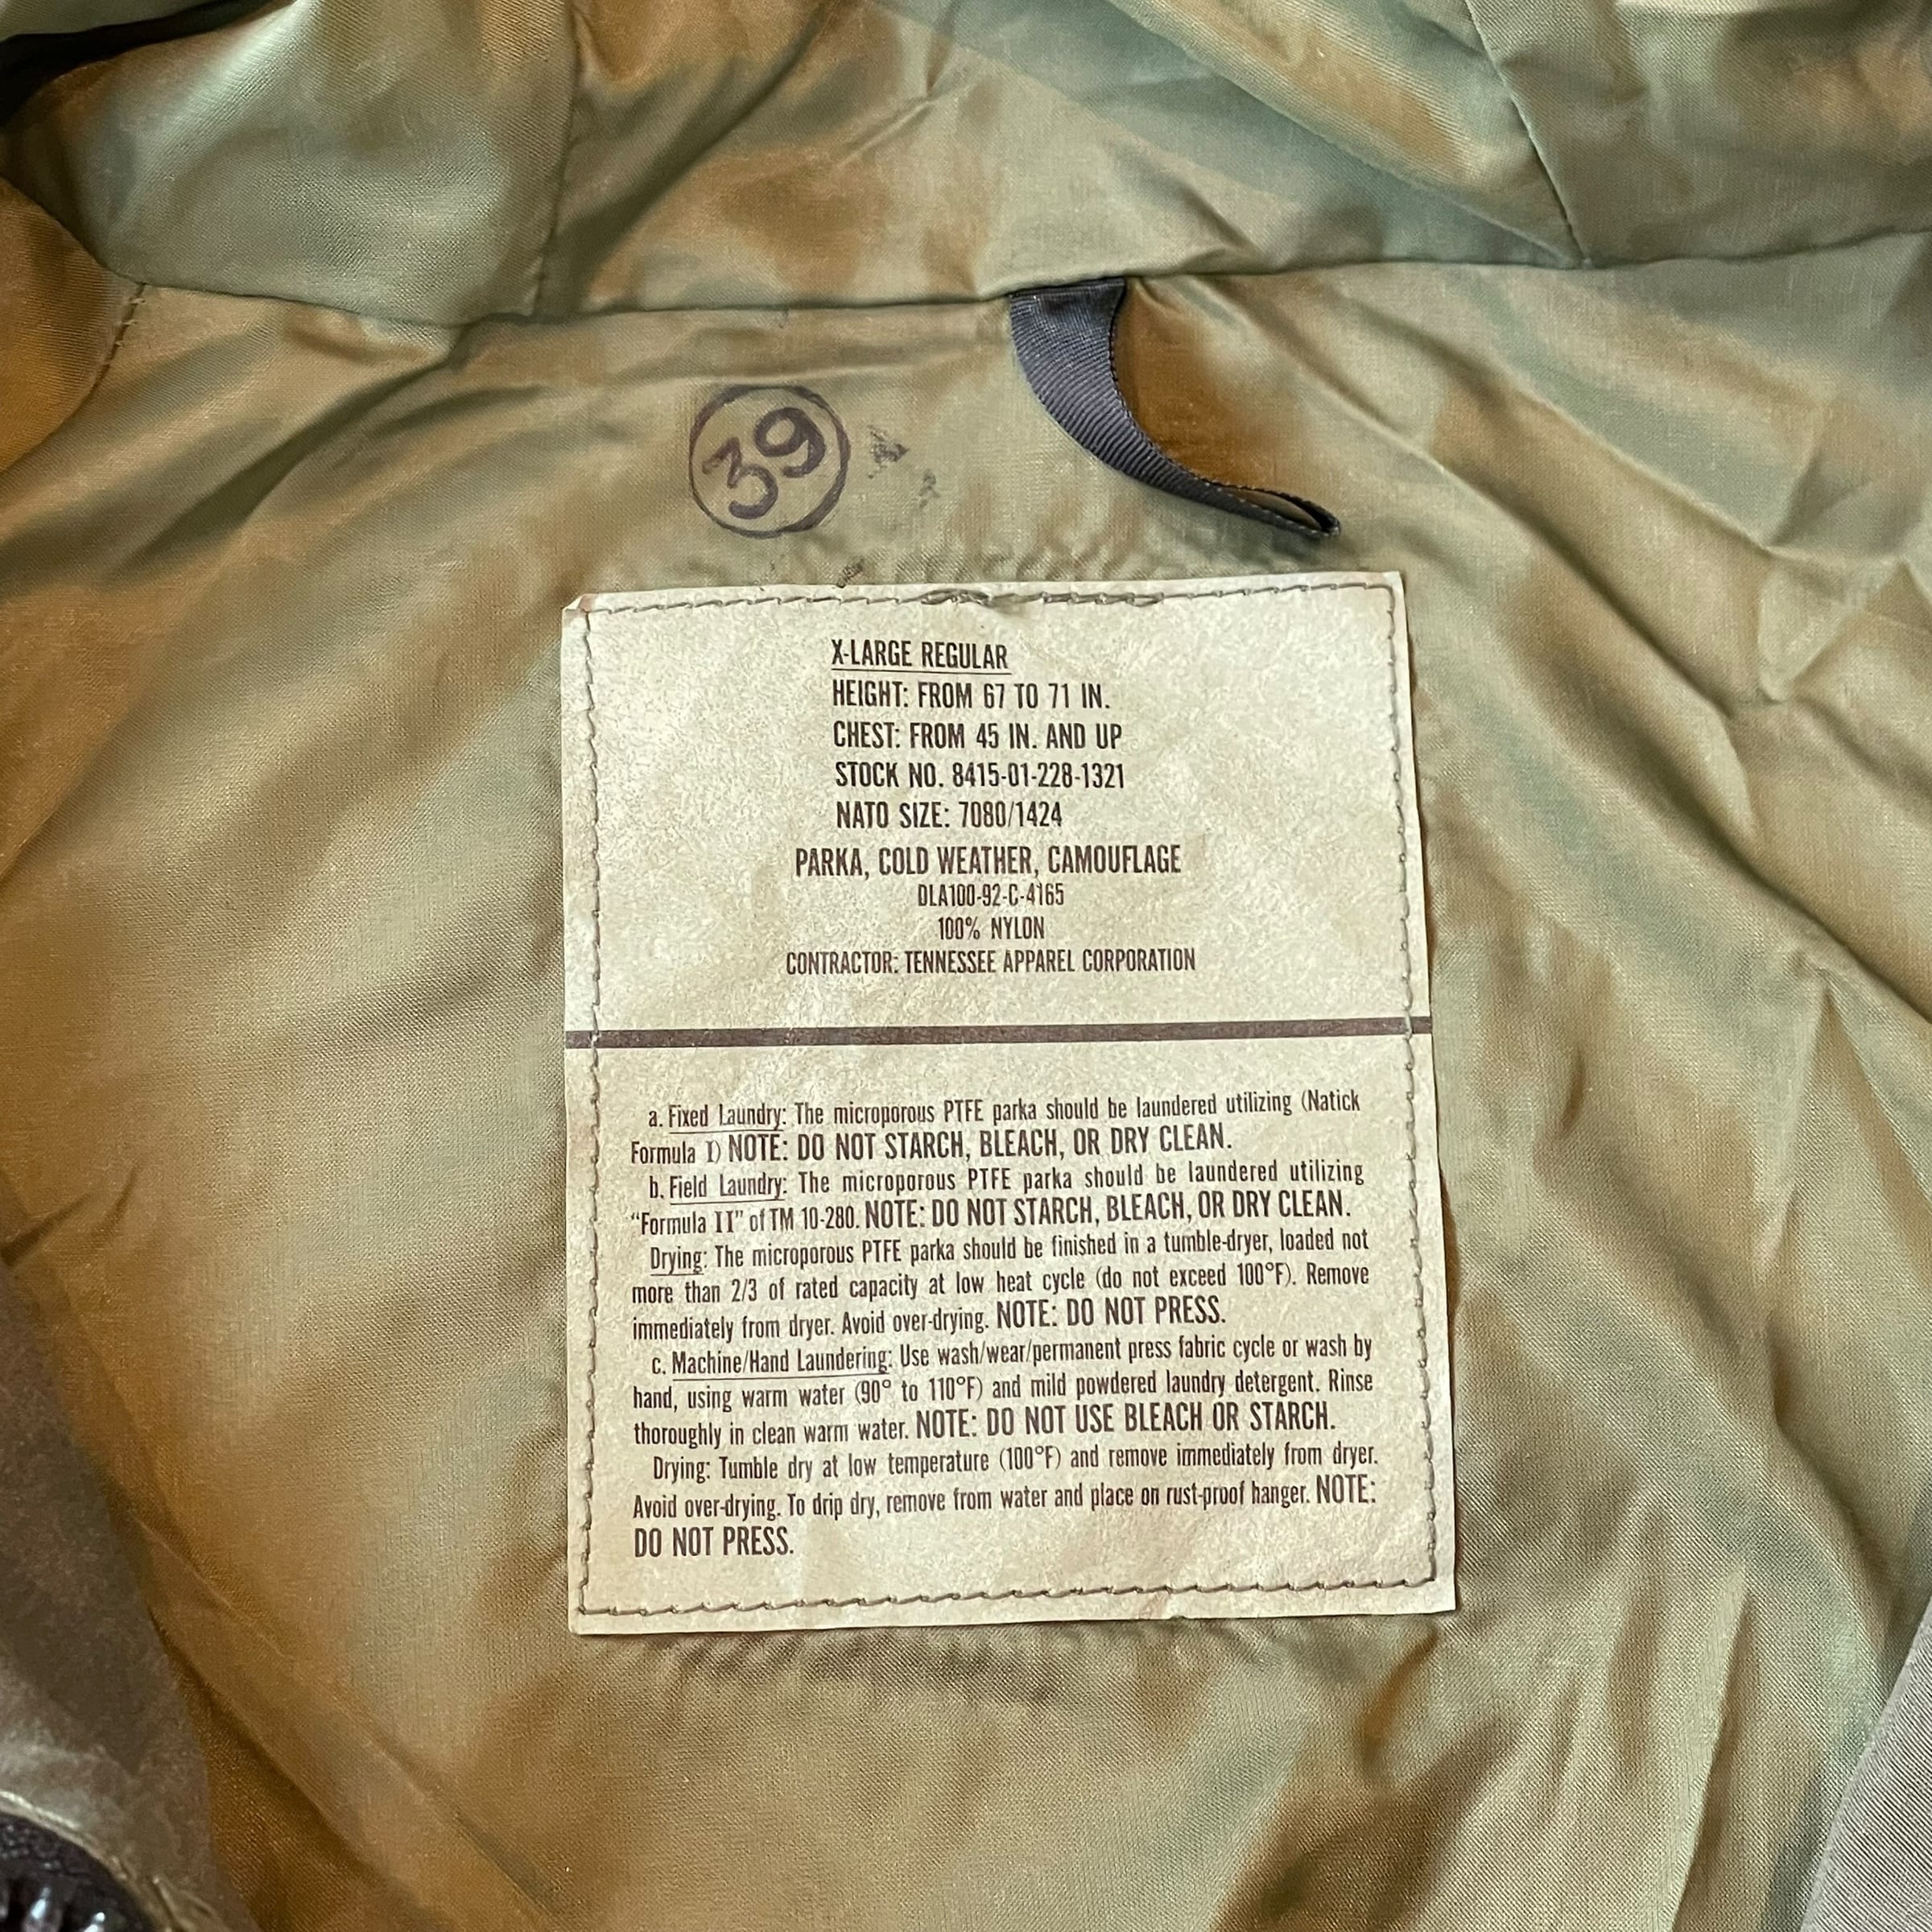 39
X-LARGE REGULAR
HEIGHT: FROM 67 TO 71 IN.
CHEST: FROM 45 IN. AND UP
STOCK NO. 8415-01-228-1321
NATO SIZE: 7080/1424
PARKA, COLD WEATHER, CAMOUFLAGE
DLA100-92-C-4165
100% NYLON
CONTRACTOR: TENNESSEE APPAREL CORPORATION
a. Fixed Laundry: The microporous PTFE parka should be laundered utilizing (Natick
Formula I) NOTE: DO NOT STARCH, BLEACH, OR DRY CLEAN.
b. Field Laundry: The microporous PTFE parka should be laundered utilizing
“Formula II” of TM 10-280. NOTE: DO NOT STARCH, BLEACH, OR DRY CLEAN.
Drying: The microporous PTFE parka should be finished in a tumble-dryer, loaded not
more than 2/3 of rated capacity at low heat cycle (do not exceed 100°F). Remove
immediately from dryer. Avoid over-drying. NOTE: DO NOT PRESS.
c. Machine/Hand Laundering: Use wash/wear/permanent press fabric cycle or wash by
hand, using warm water (90° to 110°F) and mild powdered laundry detergent. Rinse
thoroughly in clean warm water. NOTE: DO NOT USE BLEACH OR STARCH.
Drying: Tumble dry at low temperature (100°F) and remove immediately from dryer.
Avoid over-drying. To drip dry, remove from water and place on rust-proof hanger. NOTE:
DO NOT PRESS.